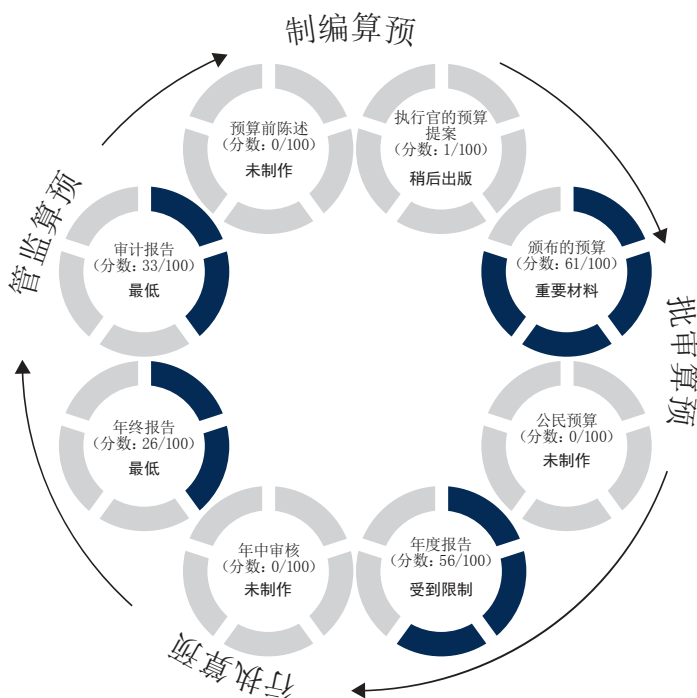 制编算预
预算前陈述
(分数: 0/100)
未制作
执行官的预算
提案
(分数: 1/100)
稍后出版
管监算预
审计报告
(分数: 33/100)
最低
颁布的预算
(分数: 61/100)
重要材料
批审算预
年终报告
(分数: 26/100)
最低
公民预算
(分数: 0/100)
未制作
年中审核
(分数: 0/100)
未制作
年度报告
(分数: 56/100)
受到限制
行执算预